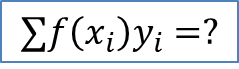 ∑f(xᵢ)yᵢ =?